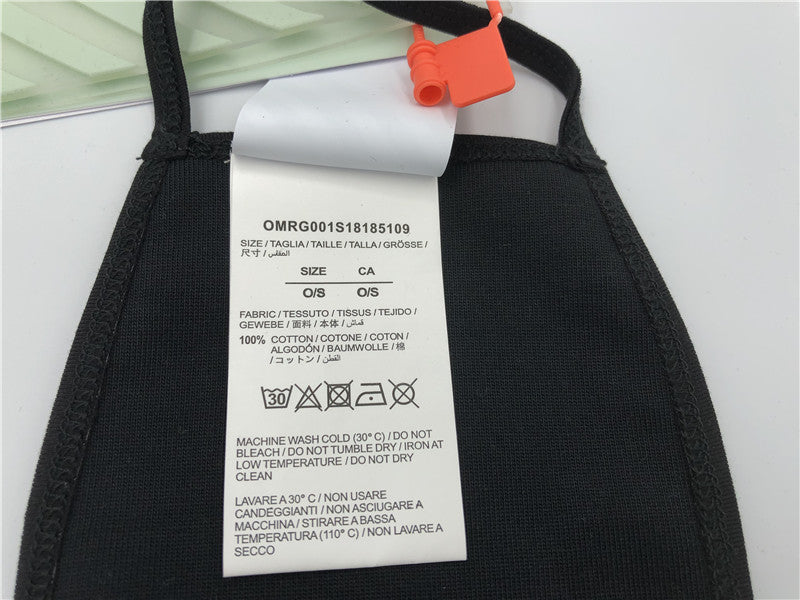 OMRG001S18185109
SIZE / TAGLIA / TAILLE / TALLA / GRÖSSE /
尺寸 / المقاس
SIZE CA
O/S O/S
FABRIC / TESSUTO / TISSUS / TEJIDO /
GEWEBE / 面料 / 本体 / قماش
100% COTTON / COTONE / COTON /
ALGODÓN / BAUMWOLLE / 棉
/ コットン / القطن
30
MACHINE WASH COLD (30° C) / DO NOT
BLEACH / DO NOT TUMBLE DRY / IRON AT
LOW TEMPERATURE / DO NOT DRY
CLEAN
LAVARE A 30° C / NON USARE
CANDEGGIANTI / NON ASCIUGARE A
MACCHINA / STIRARE A BASSA
TEMPERATURA (110° C) / NON LAVARE A
SECCO